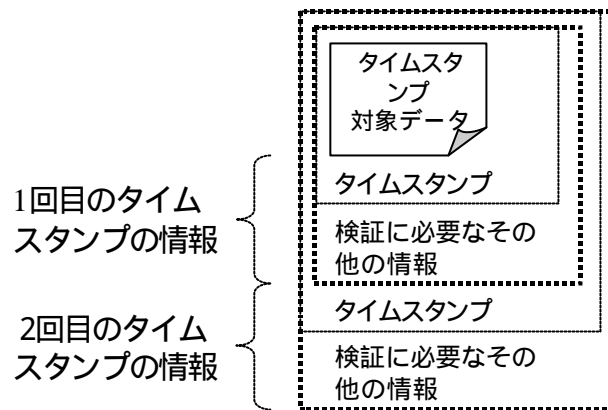 タイムスタ
ンプ
対象データ
タイムスタンプ
検証に必要なその
他の情報
タイムスタンプ
検証に必要なその
他の情報
1回目のタイム
スタンプの情報
2回目のタイム
スタンプの情報